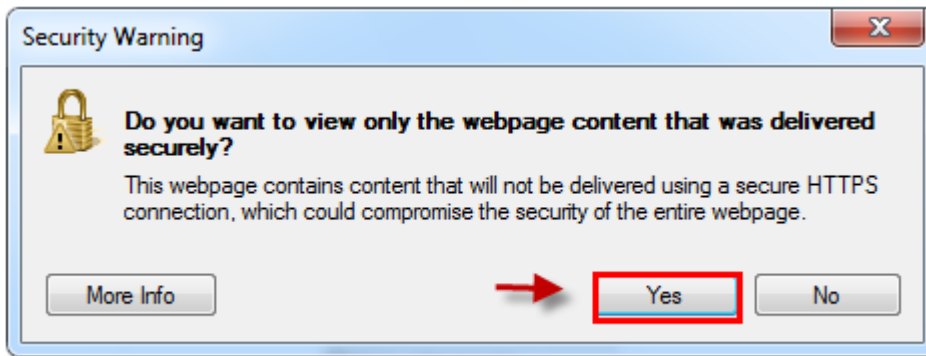 Security Warning
Do you want to view only the webpage content that was delivered
securely?
This webpage contains content that will not be delivered using a secure HTTPS
connection, which could compromise the security of the entire webpage.
More Info
Yes
No